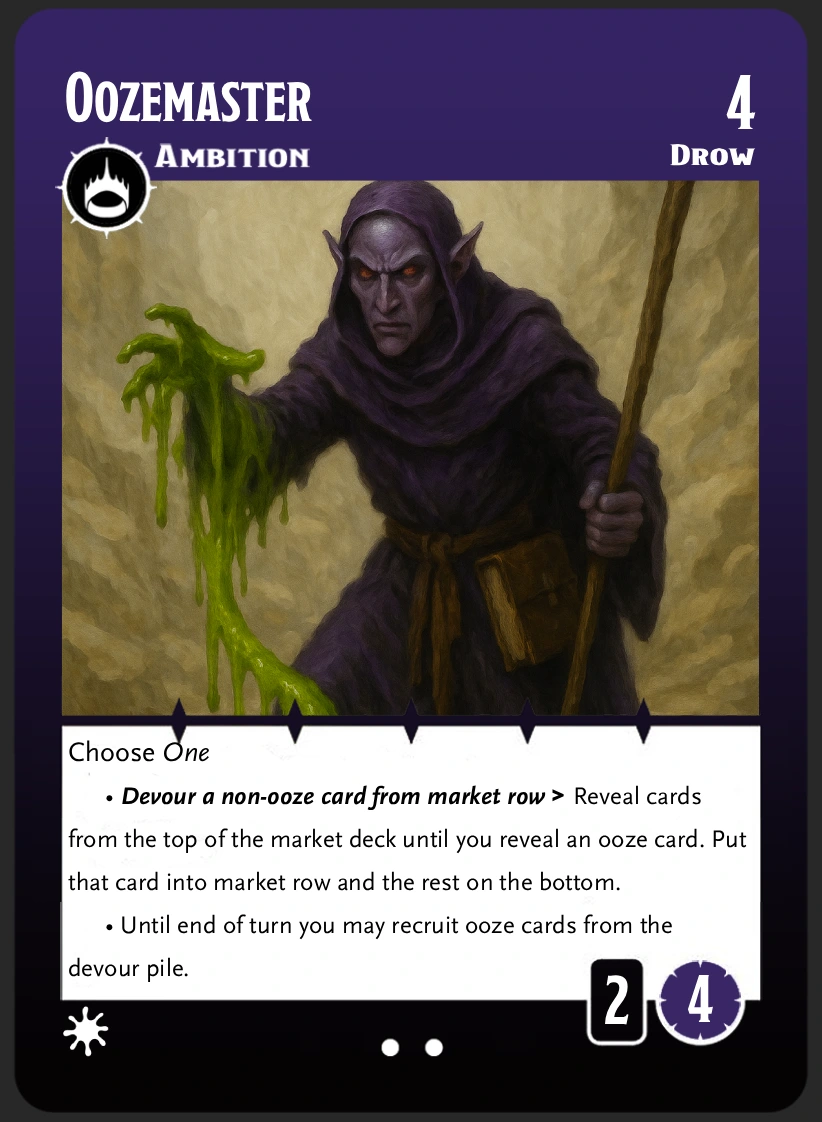 Oozemaster
4
Ambition
Drow
Choose One
• Devour a non-ooze card from market row > Reveal cards
from the top of the market deck until you reveal an ooze card. Put
that card into market row and the rest on the bottom.
• Until end of turn you may recruit ooze cards from the
devour pile.
2
4